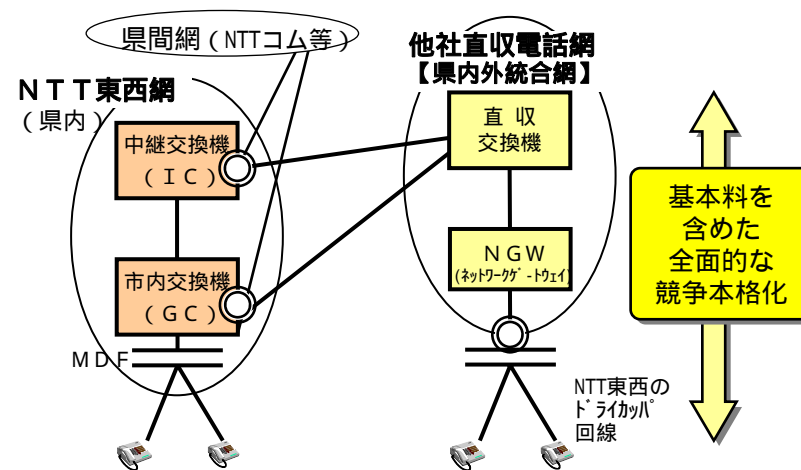 県間網（NTTコム等）
ＮＴＴ東西網
（県内）
中継交換機
（ＩＣ）
市内交換機
（ＧＣ）
ＭＤＦ
他社直収電話網
【県内外統合網】
直 収
交換機
ＮＧＷ
(ﾈｯﾄﾜｰｸｹﾞ-ﾄｳｪｲ)
NTT東西の
ﾄﾞﾗｲｶｯﾊﾟ
回線
基本料を
含めた
全面的な
競争本格化